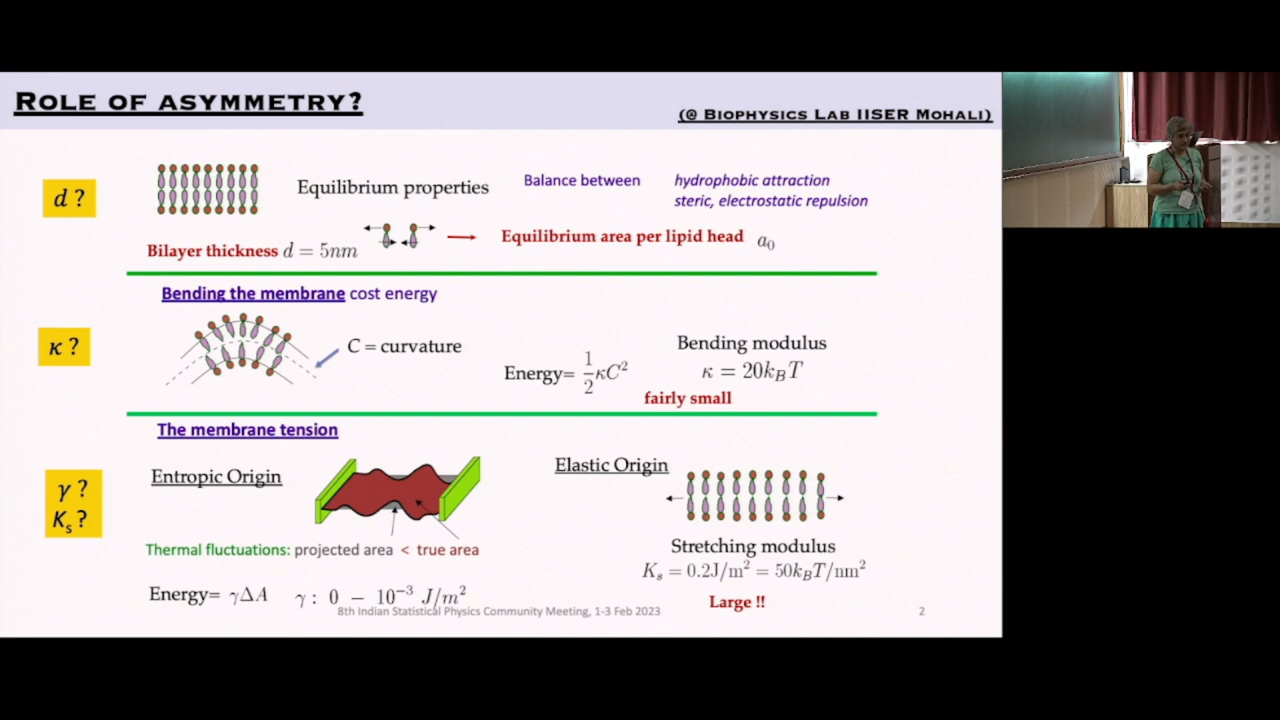 ROLE OF ASYMMETRY?
(@ BIOPHYSICS LAB IISER MOHALI)
d ?
Equilibrium properties
Balance between
hydrophobic attraction
steric, electrostatic repulsion
Bilayer thickness d = 5nm
Equilibrium area per lipid head a₀
Bending the membrane cost energy
κ ?
C = curvature
Energy= 1/2 κC²
Bending modulus
κ = 20k_BT
fairly small
The membrane tension
γ ?
Kₛ ?
Entropic Origin
Elastic Origin
Thermal fluctuations: projected area < true area
Stretching modulus
Kₛ = 0.2J/m² = 50k_BT/nm²
Large !!
Energy= γΔA γ : 0 − 10⁻³ J/m²
8th Indian Statistical Physics Community Meeting, 1-3 Feb 2023
2